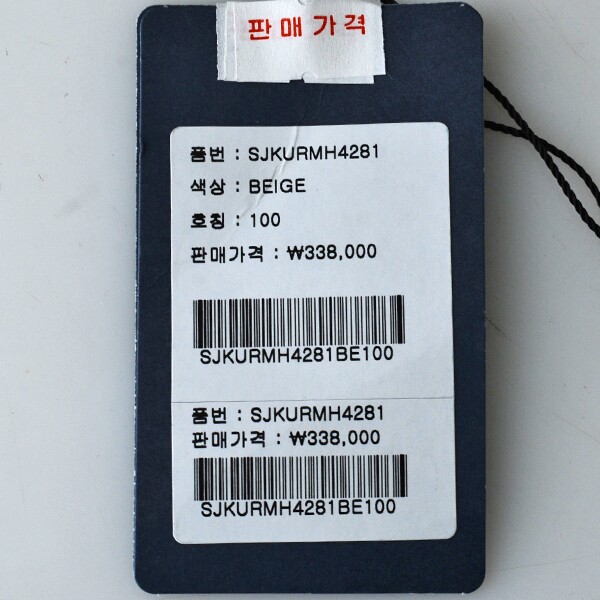 판매가격
품번 : SJKURMH4281
색상 : BEIGE
호칭 : 100
판매가격 : ₩338,000
SJKURMH4281BE100
품번 : SJKURMH4281
판매가격 : ₩338,000
SJKURMH4281BE100